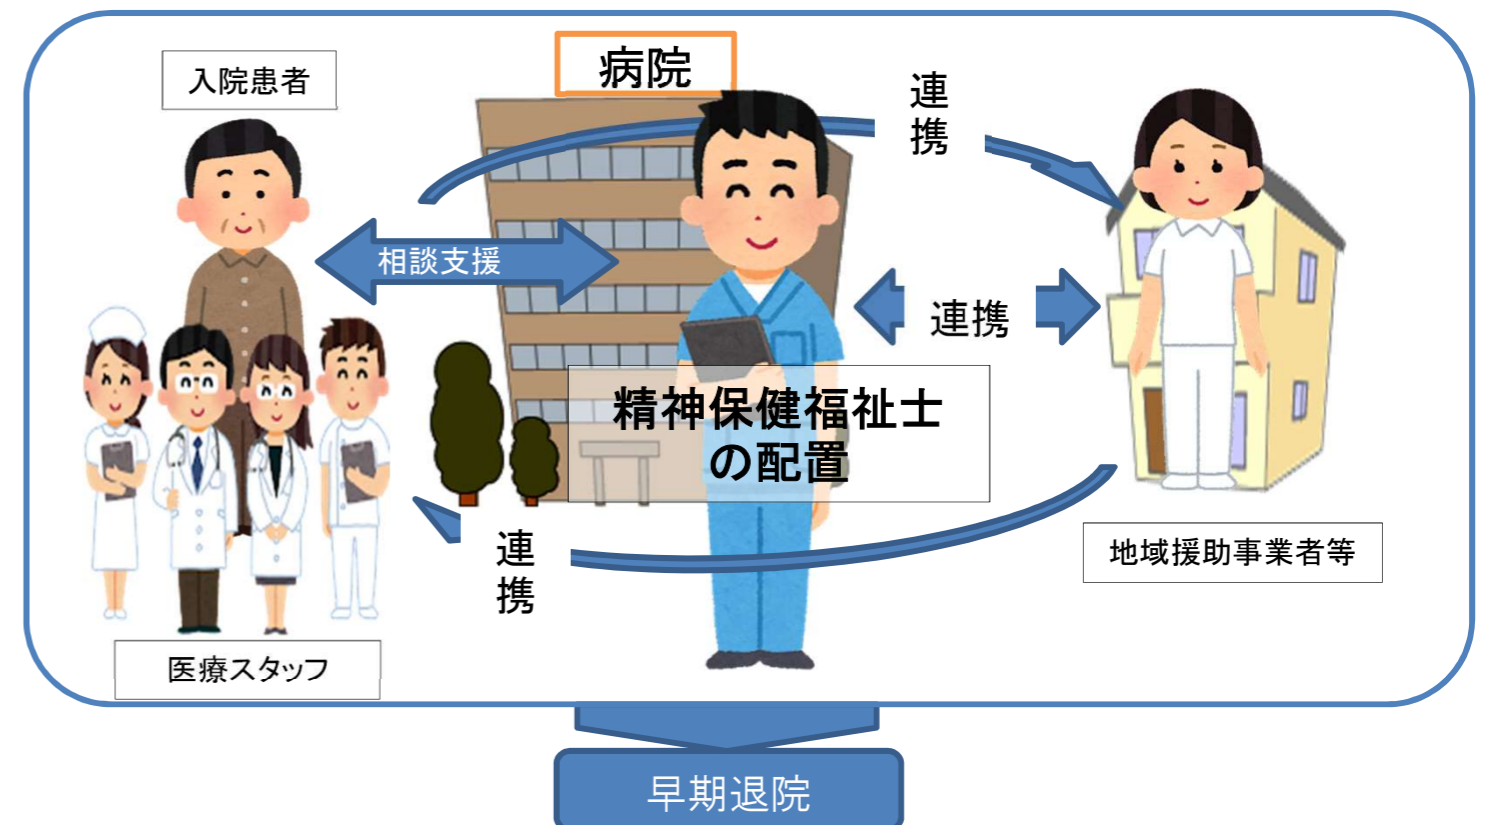 入院患者
病院
連携
相談支援
連携
精神保健福祉士
の配置
連携
地域援助事業者等
医療スタッフ
早期退院